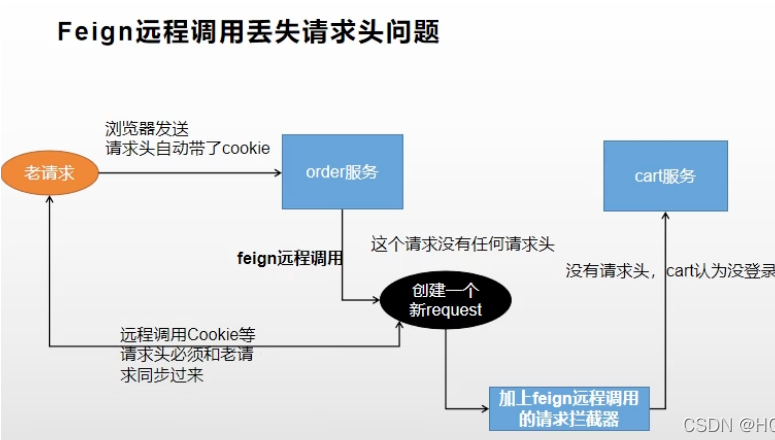 Feign远程调用丢失请求头问题
浏览器发送
请求头自动带了cookie
老请求
order服务
cart服务
feign远程调用
这个请求没有任何请求头
没有请求头，cart认为没登录
创建一个
新request
远程调用Cookie等
请求头必须和老请
求同步过来
加上feign远程调用
的请求拦截器
CSDN